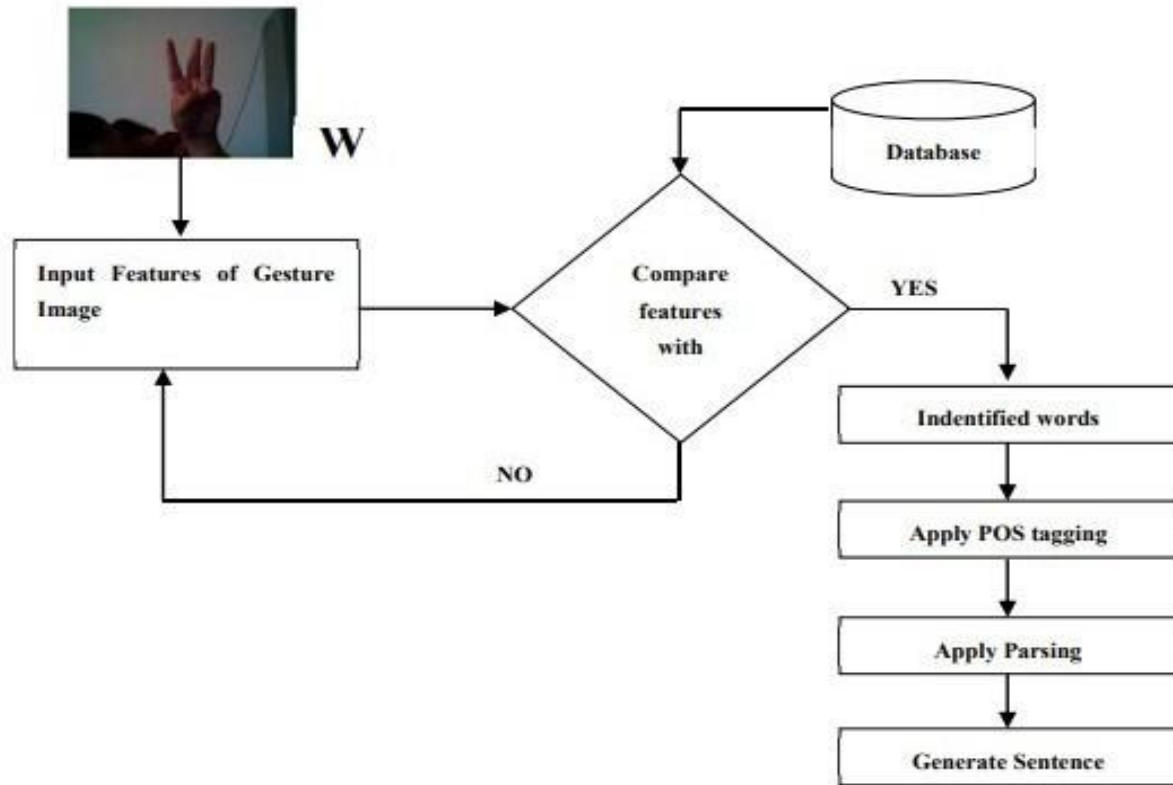 W
Database
Input Features of Gesture
Image
Compare
features
with
YES
NO
Indentified words
Apply POS tagging
Apply Parsing
Generate Sentence